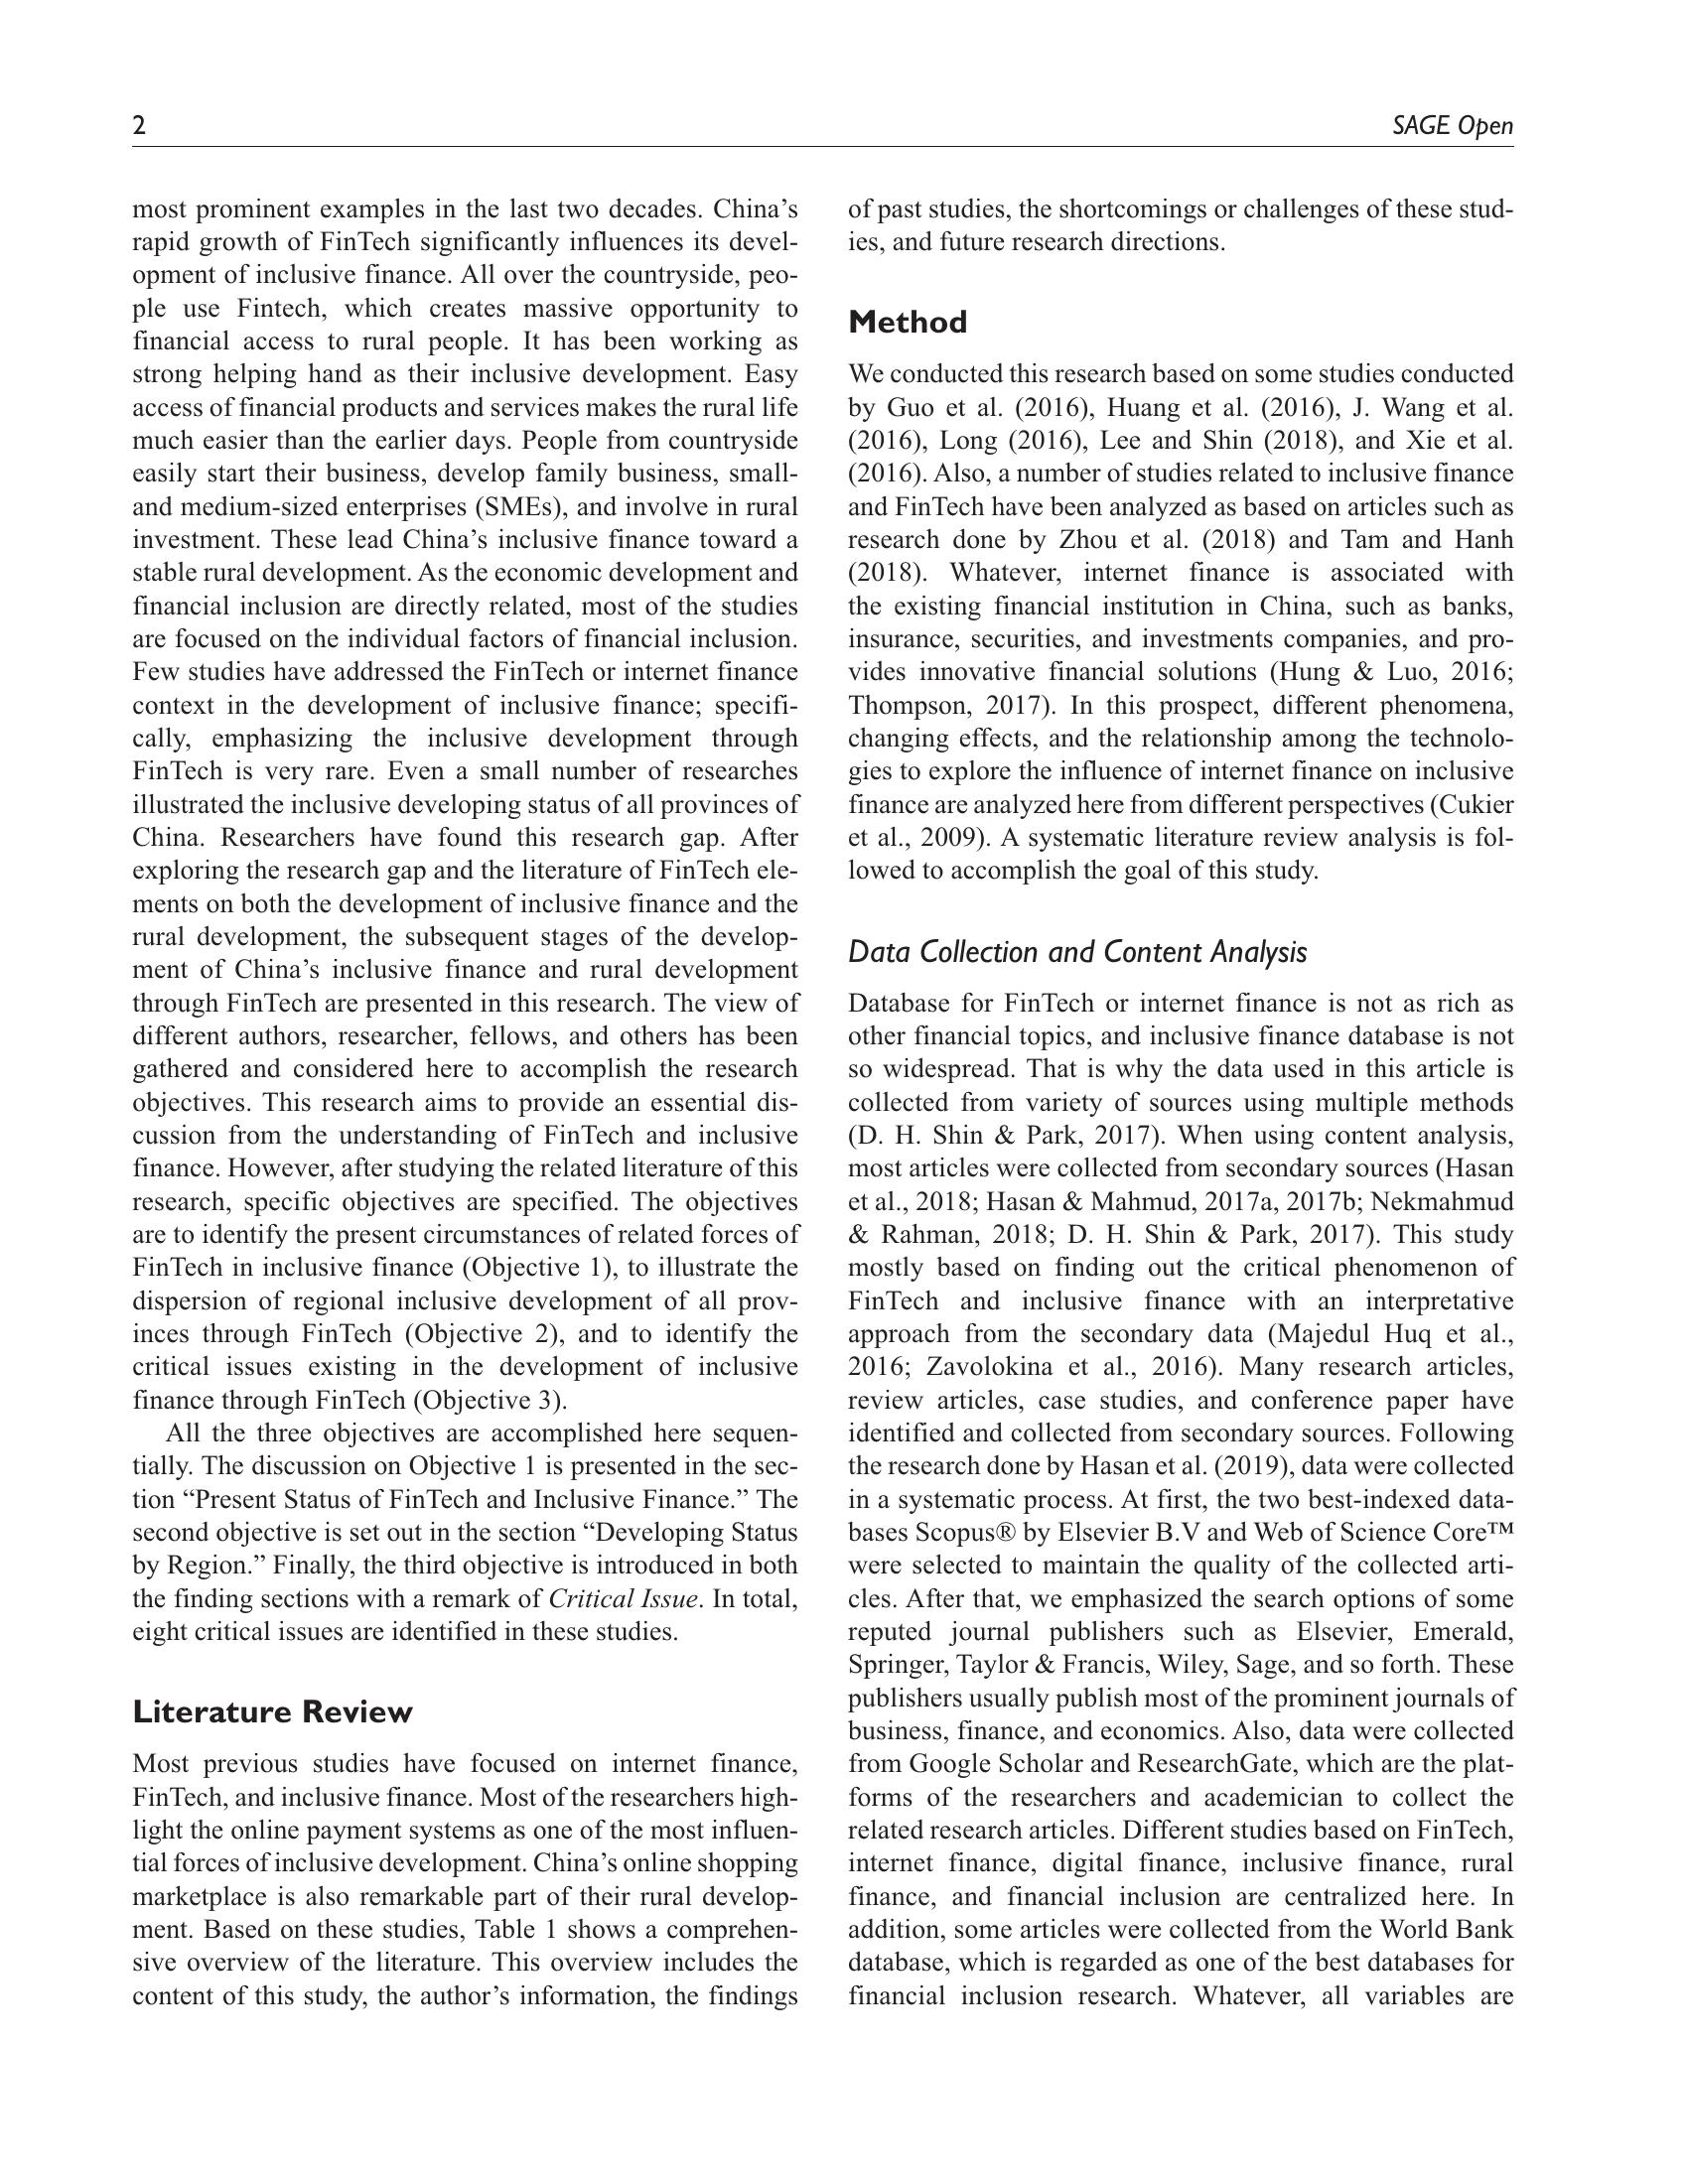 2
SAGE Open
most prominent examples in the last two decades. China’s
rapid growth of FinTech significantly influences its devel-
opment of inclusive finance. All over the countryside, peo-
ple use Fintech, which creates massive opportunity to
financial access to rural people. It has been working as
strong helping hand as their inclusive development. Easy
access of financial products and services makes the rural life
much easier than the earlier days. People from countryside
easily start their business, develop family business, small-
and medium-sized enterprises (SMEs), and involve in rural
investment. These lead China’s inclusive finance toward a
stable rural development. As the economic development and
financial inclusion are directly related, most of the studies
are focused on the individual factors of financial inclusion.
Few studies have addressed the FinTech or internet finance
context in the development of inclusive finance; specifi-
cally, emphasizing the inclusive development through
FinTech is very rare. Even a small number of researches
illustrated the inclusive developing status of all provinces of
China. Researchers have found this research gap. After
exploring the research gap and the literature of FinTech ele-
ments on both the development of inclusive finance and the
rural development, the subsequent stages of the develop-
ment of China’s inclusive finance and rural development
through FinTech are presented in this research. The view of
different authors, researcher, fellows, and others has been
gathered and considered here to accomplish the research
objectives. This research aims to provide an essential dis-
cussion from the understanding of FinTech and inclusive
finance. However, after studying the related literature of this
research, specific objectives are specified. The objectives
are to identify the present circumstances of related forces of
FinTech in inclusive finance (Objective 1), to illustrate the
dispersion of regional inclusive development of all prov-
inces through FinTech (Objective 2), and to identify the
critical issues existing in the development of inclusive
finance through FinTech (Objective 3).
All the three objectives are accomplished here sequen-
tially. The discussion on Objective 1 is presented in the sec-
tion “Present Status of FinTech and Inclusive Finance.” The
second objective is set out in the section “Developing Status
by Region.” Finally, the third objective is introduced in both
the finding sections with a remark of Critical Issue. In total,
eight critical issues are identified in these studies.
Literature Review
Most previous studies have focused on internet finance,
FinTech, and inclusive finance. Most of the researchers high-
light the online payment systems as one of the most influen-
tial forces of inclusive development. China’s online shopping
marketplace is also remarkable part of their rural develop-
ment. Based on these studies, Table 1 shows a comprehen-
sive overview of the literature. This overview includes the
content of this study, the author’s information, the findings
of past studies, the shortcomings or challenges of these stud-
ies, and future research directions.
Method
We conducted this research based on some studies conducted
by Guo et al. (2016), Huang et al. (2016), J. Wang et al.
(2016), Long (2016), Lee and Shin (2018), and Xie et al.
(2016). Also, a number of studies related to inclusive finance
and FinTech have been analyzed as based on articles such as
research done by Zhou et al. (2018) and Tam and Hanh
(2018). Whatever, internet finance is associated with
the existing financial institution in China, such as banks,
insurance, securities, and investments companies, and pro-
vides innovative financial solutions (Hung & Luo, 2016;
Thompson, 2017). In this prospect, different phenomena,
changing effects, and the relationship among the technolo-
gies to explore the influence of internet finance on inclusive
finance are analyzed here from different perspectives (Cukier
et al., 2009). A systematic literature review analysis is fol-
lowed to accomplish the goal of this study.
Data Collection and Content Analysis
Database for FinTech or internet finance is not as rich as
other financial topics, and inclusive finance database is not
so widespread. That is why the data used in this article is
collected from variety of sources using multiple methods
(D. H. Shin & Park, 2017). When using content analysis,
most articles were collected from secondary sources (Hasan
et al., 2018; Hasan & Mahmud, 2017a, 2017b; Nekmahmud
& Rahman, 2018; D. H. Shin & Park, 2017). This study
mostly based on finding out the critical phenomenon of
FinTech and inclusive finance with an interpretative
approach from the secondary data (Majedul Huq et al.,
2016; Zavolokina et al., 2016). Many research articles,
review articles, case studies, and conference paper have
identified and collected from secondary sources. Following
the research done by Hasan et al. (2019), data were collected
in a systematic process. At first, the two best-indexed data-
bases Scopus® by Elsevier B.V and Web of Science Core™
were selected to maintain the quality of the collected arti-
cles. After that, we emphasized the search options of some
reputed journal publishers such as Elsevier, Emerald,
Springer, Taylor & Francis, Wiley, Sage, and so forth. These
publishers usually publish most of the prominent journals of
business, finance, and economics. Also, data were collected
from Google Scholar and ResearchGate, which are the plat-
forms of the researchers and academician to collect the
related research articles. Different studies based on FinTech,
internet finance, digital finance, inclusive finance, rural
finance, and financial inclusion are centralized here. In
addition, some articles were collected from the World Bank
database, which is regarded as one of the best databases for
financial inclusion research. Whatever, all variables are